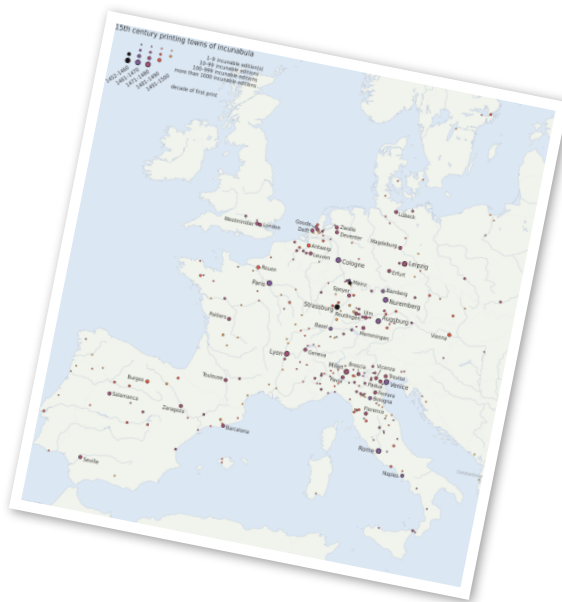 15th century printing towns of incunabula
1-9 incunable edition(s)
10-99 incunable editions
100-999 incunable editions
more than 1000 incunable editions
1452-1460
1461-1470
1471-1480
1481-1490
1491-1500
decade of first print
Lübeck
Westminster
London
Gouda
Delft
Zwolle
Deventer
Magdeburg
Antwerp
Leuven
Cologne
Leipzig
Erfurt
Rouen
Paris
Mainz
Speyer
Bamberg
Nuremberg
Strassburg
Reutlingen
Ulm
Augsburg
Poitiers
Basel
Memmingen
Vienna
Lyon
Geneva
Milan
Brescia
Vicenza
Treviso
Venice
Pavia
Padua
Ferrara
Bologna
Burgos
Toulouse
Salamanca
Zaragoza
Florence
Barcelona
Rome
Naples
Seville